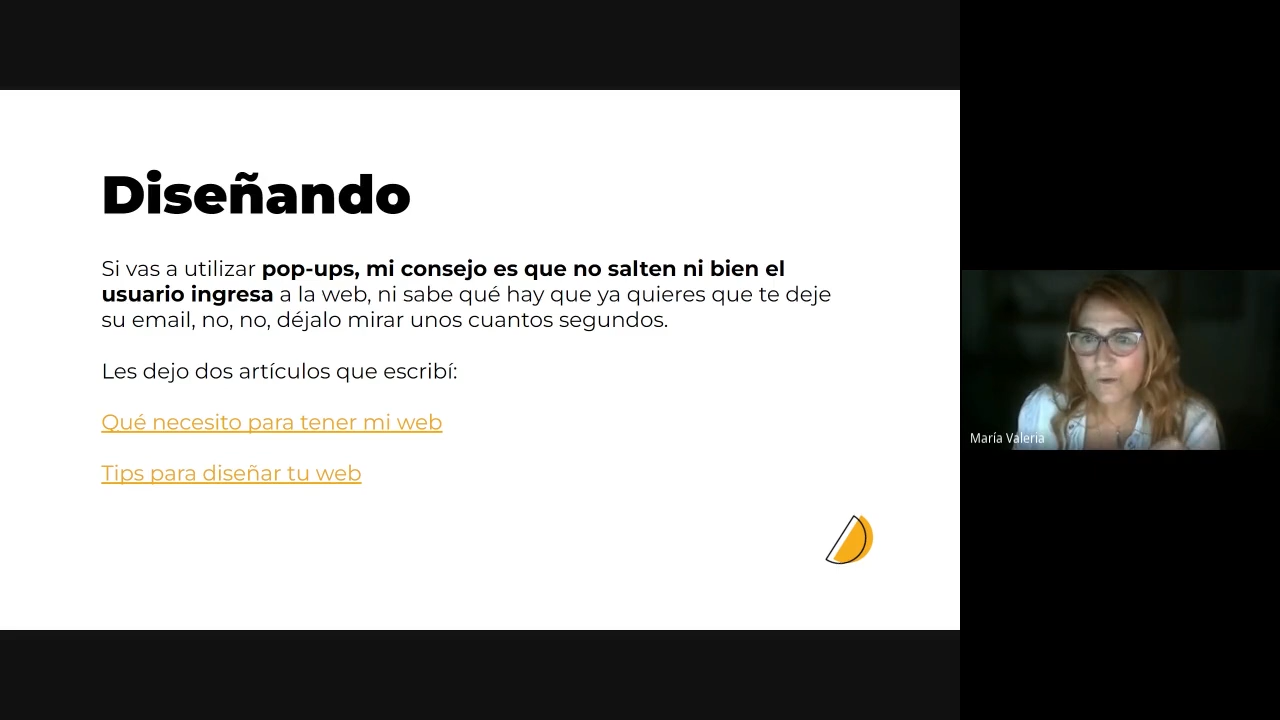 Diseñando
Si vas a utilizar pop-ups, mi consejo es que no salten ni bien el
usuario ingresa a la web, ni sabe qué hay que ya quieres que te deje
su email, no, no, déjalo mirar unos cuantos segundos.
Les dejo dos artículos que escribí:
Qué necesito para tener mi web
Tips para diseñar tu web
María Valeria